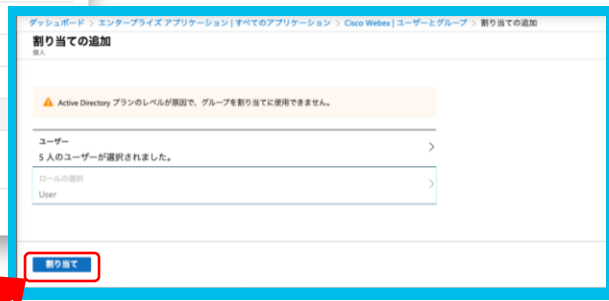 ダッシュボード > エンタープライズ アプリケーション | すべてのアプリケーション > Cisco Webex | ユーザーとグループ > 割り当ての追加
割り当ての追加
個人
Active Directory プランのレベルが原因で、グループを割り当てに使用できません。
ユーザー
5 人のユーザーが選択されました。
ロールの選択
User
割り当て